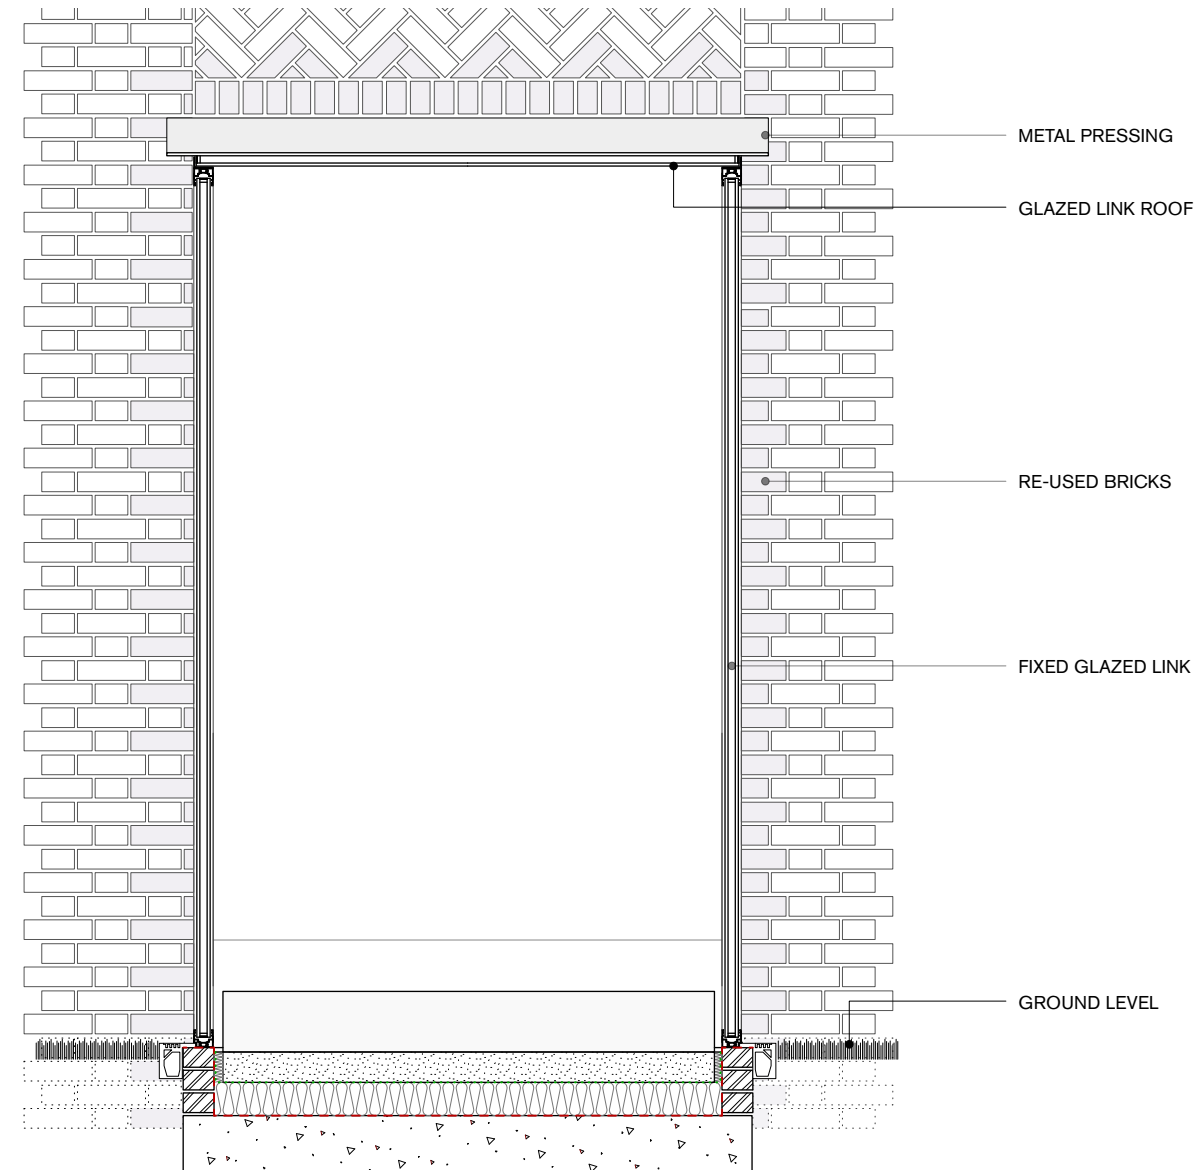 METAL PRESSING
GLAZED LINK ROOF
RE-USED BRICKS
FIXED GLAZED LINK
GROUND LEVEL